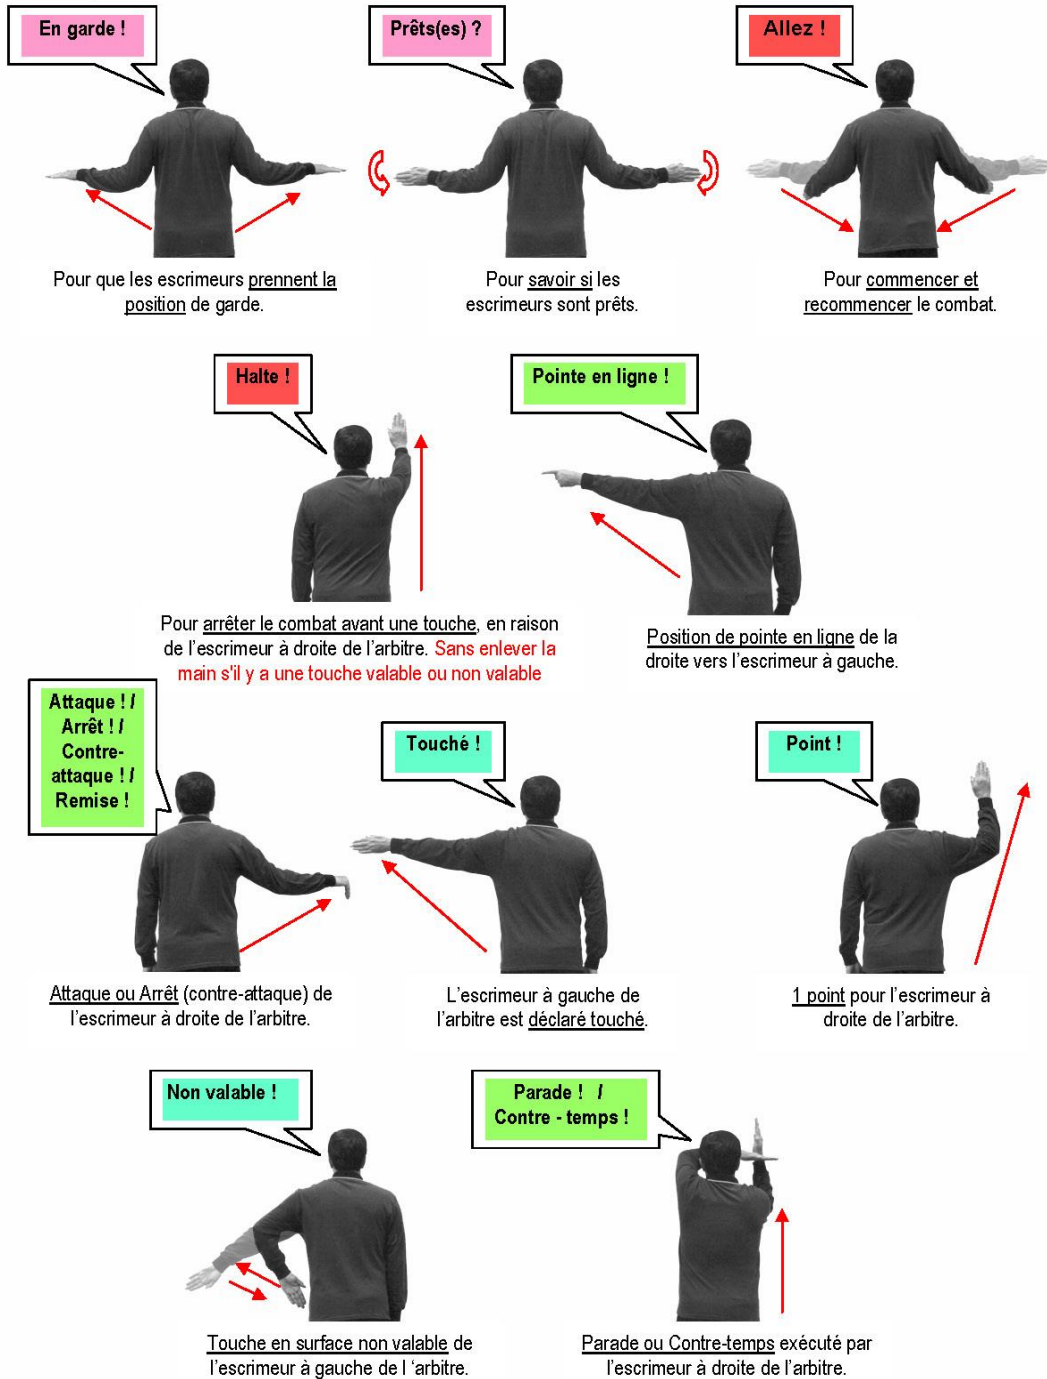 En garde !
Prêts(es) ?
Allez !
Pour que les escrimeurs prennent la
position de garde.
Pour savoir si les
escrimeurs sont prêts.
Pour commencer et
recommencer le combat.
Halte !
Pointe en ligne !
Pour arrêter le combat avant une touche, en raison
de l'escrimeur à droite de l'arbitre. Sans enlever la
main s'il y a une touche valable ou non valable
Position de pointe en ligne de la
droite vers l'escrimeur à gauche.
Attaque ! /
Arrêt ! /
Contre-
attaque ! /
Remise !
Touché !
Point !
Attaque ou Arrêt (contre-attaque) de
l'escrimeur à droite de l'arbitre.
L'escrimeur à gauche de
l'arbitre est déclaré touché.
1 point pour l'escrimeur à
droite de l'arbitre.
Non valable !
Parade ! /
Contre - temps !
Touche en surface non valable de
l'escrimeur à gauche de l 'arbitre.
Parade ou Contre-temps exécuté par
l'escrimeur à droite de l'arbitre.